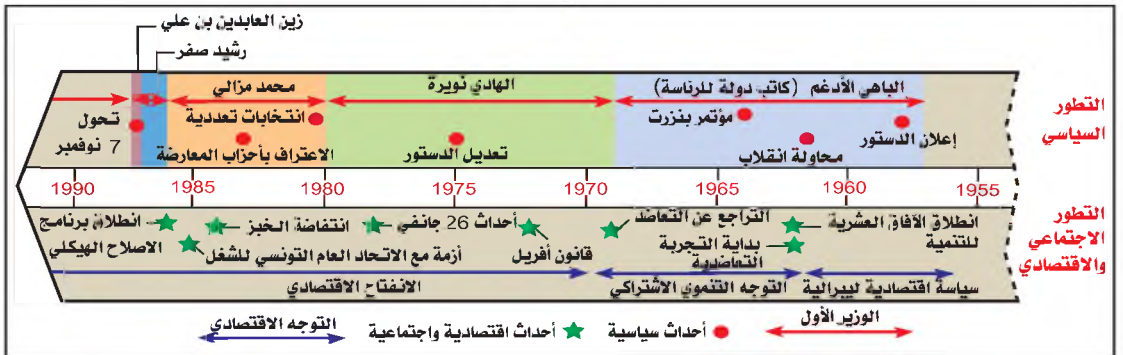 زين العابدين بن علي
رشيد صفر
التطور
السياسي
الباهي الأدغم (كاتب دولة للرئاسة)
الهادي نويرة
محمد مزالي
إعلان الدستور
مؤتمر بنزرت
محاولة انقلاب
تعديل الدستور
انتخابات تعددية
الاعتراف بأحزاب المعارضة
تحول
7 نوفمبر
1955
1960
1965
1970
1975
1980
1985
1990
التطور
الاجتماعي
والاقتصادي
انطلاق الآفاق العشرية
للتنمية
بداية التجربة
التعاضدية
التراجع عن التعاضد
قانون أفريل
أحداث 26 جانفي
انتفاضة الخبز
أزمة مع الاتحاد العام التونسي للشغل
انطلاق برنامج
الاصلاح الهيكلي
سياسة اقتصادية ليبرالية
التوجه التنموي الاشتراكي
الانفتاح الاقتصادي
الوزير الأول
أحداث سياسية
أحداث اقتصادية واجتماعية
التوجه الاقتصادي